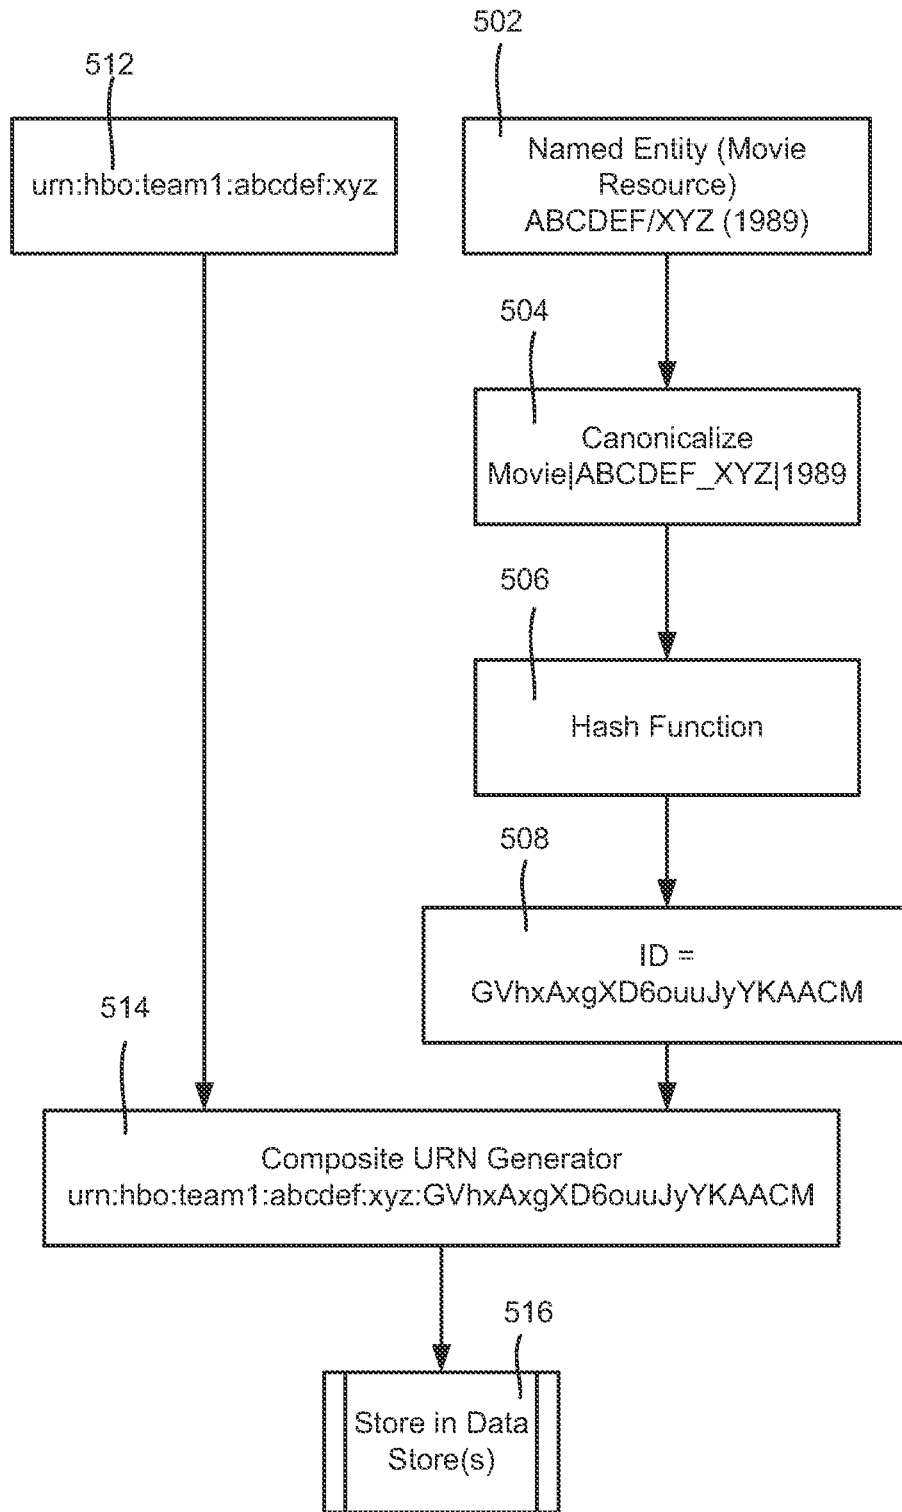 502
512
urn:hbo:team1:abcdef:xyz
Named Entity (Movie
Resource)
ABCDEF/XYZ (1989)
504
Canonicalize
Movie|ABCDEF_XYZ|1989
506
Hash Function
508
ID =
GVhxAxgXD6ouuJyYKAACM
514
Composite URN Generator
urn:hbo:team1:abcdef:xyz:GVhxAxgXD6ouuJyYKAACM
516
Store in Data
Store(s)